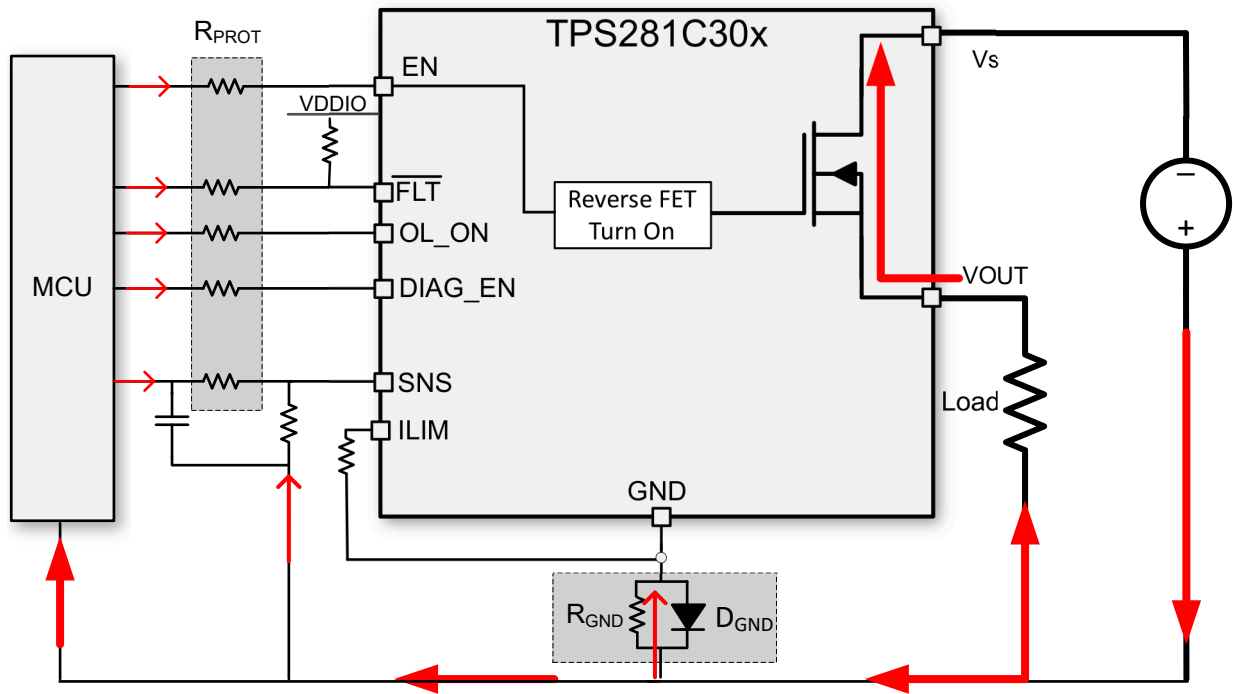 TPS281C30x
RPROT
EN
Vs
VDDIO
FLT
Reverse FET
Turn On
OL_ON
MCU
DIAG_EN
VOUT
−
+
SNS
Load
ILIM
GND
RGND
DGND